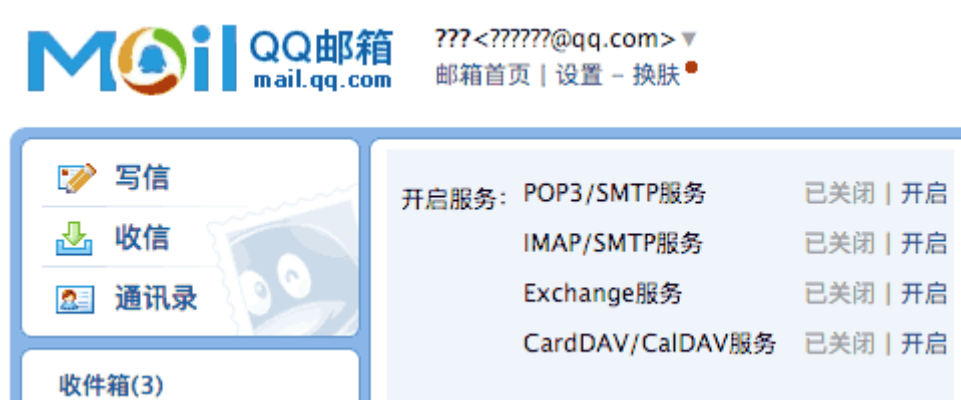 Mail QQ邮箱
mail.qq.com
???<??????@qq.com>
邮箱首页 | 设置 – 换肤
写信
收信
通讯录
收件箱(3)
开启服务: POP3/SMTP服务 已关闭 | 开启
IMAP/SMTP服务 已关闭 | 开启
Exchange服务 已关闭 | 开启
CardDAV/CalDAV服务 已关闭 | 开启